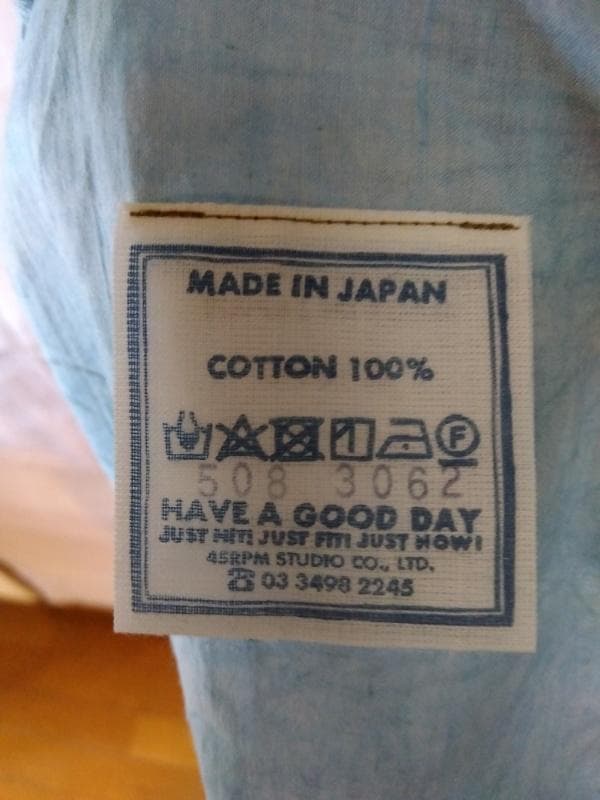 MADE IN JAPAN
COTTON 100%
F
508 3062
HAVE A GOOD DAY
JUST HIT! JUST FIT! JUST NOW!
45RPM STUDIO CO., LTD.
☎ 03 3498 2245